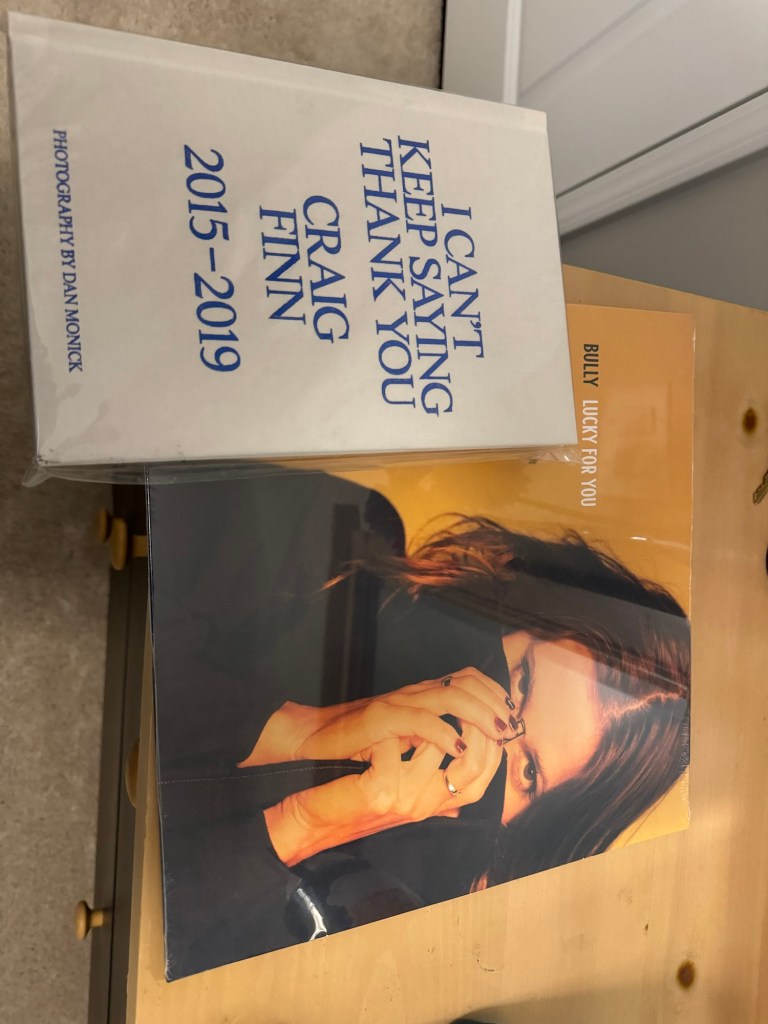 I CAN'T
KEEP SAYING
THANK YOU
CRAIG
FINN
2015–2019
PHOTOGRAPHY BY DAN MONICK
BULLY LUCKY FOR YOU